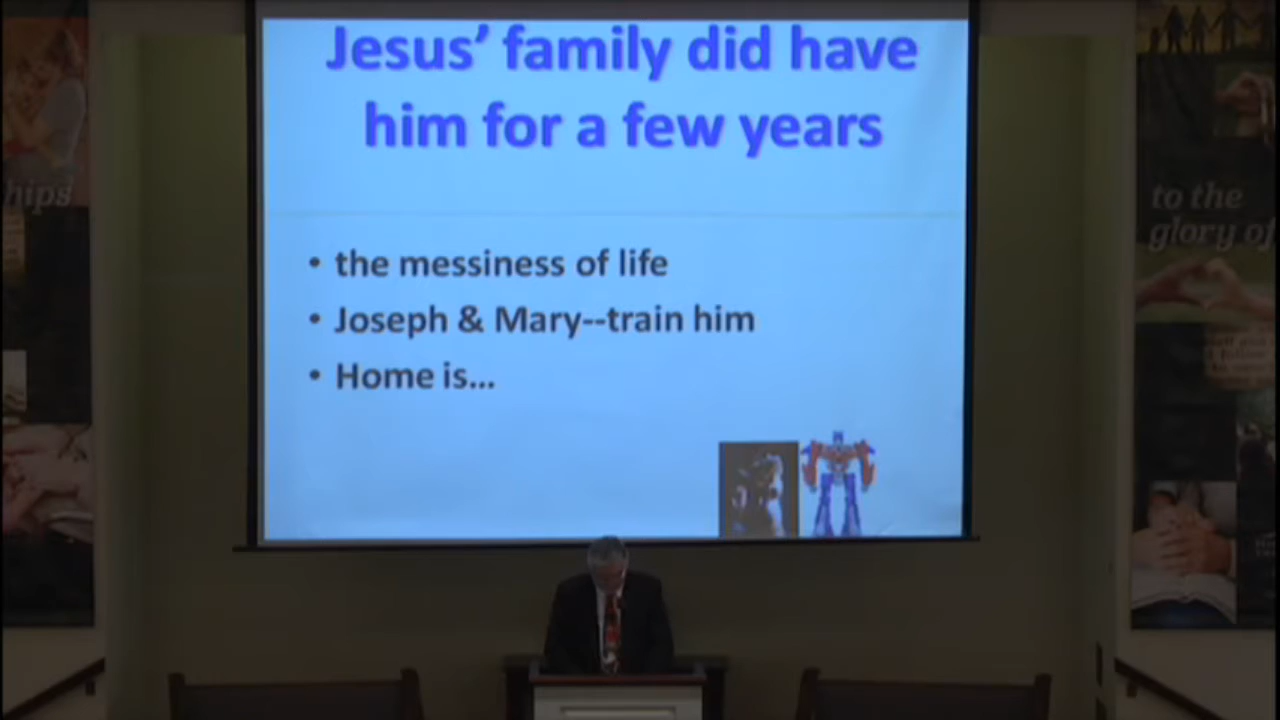 Jesus’ family did have
him for a few years
• the messiness of life
• Joseph & Mary--train him
• Home is...
hips
to the
glory of